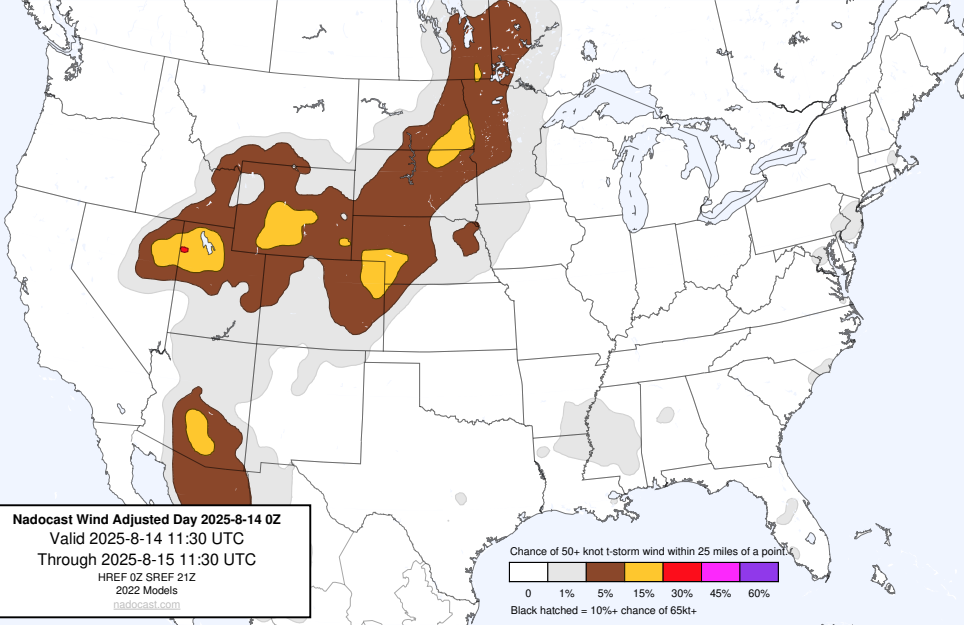 Nadocast Wind Adjusted Day 2025-8-14 0Z
Valid 2025-8-14 11:30 UTC
Through 2025-8-15 11:30 UTC
HREF 0Z SREF 21Z
2022 Models
nadocast.com
Chance of 50+ knot t-storm wind within 25 miles of a point.
0 1% 5% 15% 30% 45% 60%
Black hatched = 10%+ chance of 65kt+